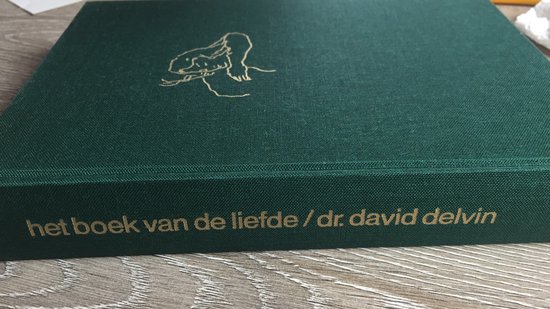 het boek van de liefde / dr. david delvin